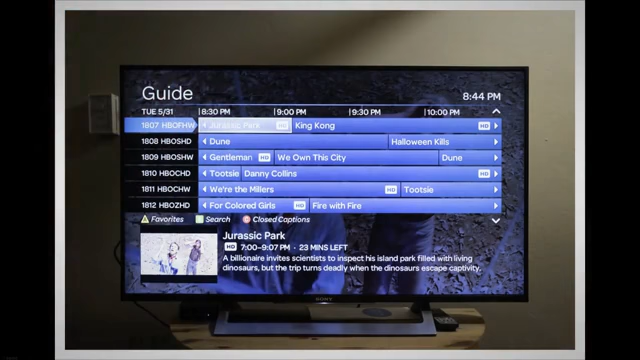 Guide
8:44 PM
TUE 5/31 8:30 PM 9:00 PM 9:30 PM 10:00 PM
1807 HBOFHW Jurassic Park HD King Kong HD
1808 HBOSHD Dune Halloween Kills
1809 HBOSHW Gentleman HD We Own This City Dune
1810 HBOCHD Tootsie Danny Collins HD
1811 HBOCHW We're the Millers HD Tootsie
1812 HBOZHD For Colored Girls HD Fire with Fire
A Favorites Search C Closed Captions
Jurassic Park
HD 7:00-9:07 PM · 23 MINS LEFT
A billionaire invites scientists to inspect his island park filled with living
dinosaurs, but the trip turns deadly when the dinosaurs escape captivity.
SONY